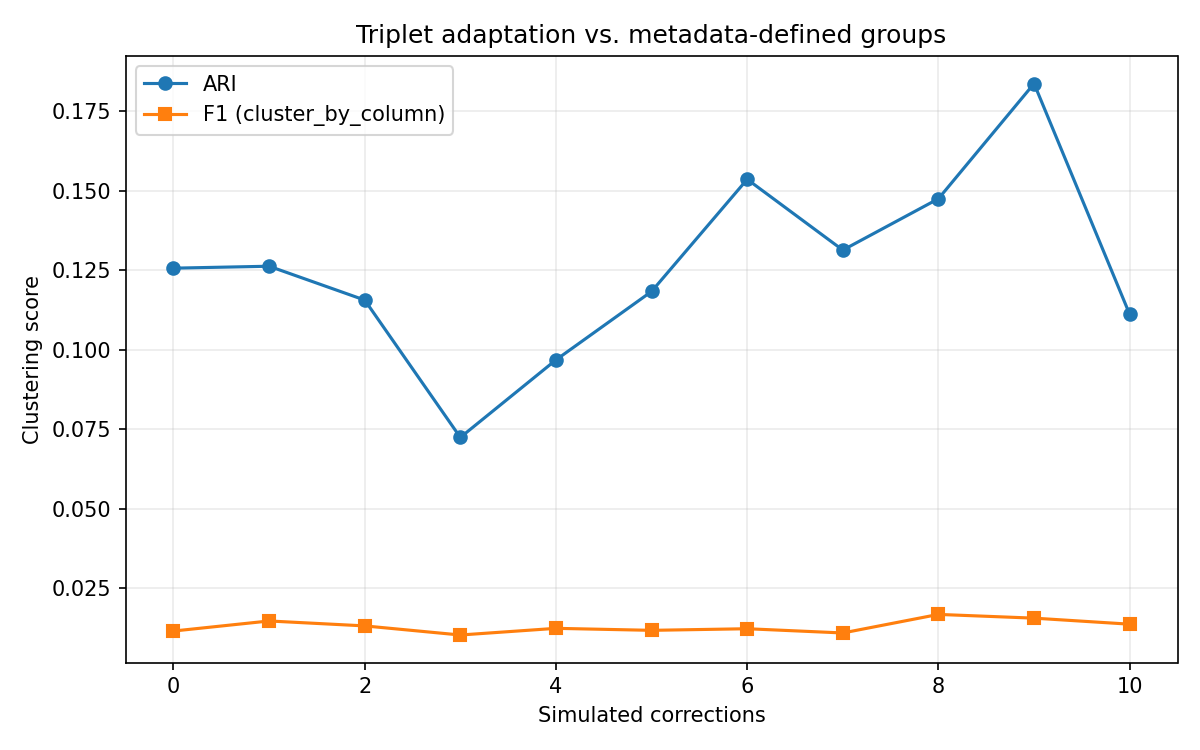 Triplet adaptation vs. metadata-defined groups
ARI
F1 (cluster_by_column)
Clustering score
0.175
0.150
0.125
0.100
0.075
0.050
0.025
0 2 4 6 8 10
Simulated corrections